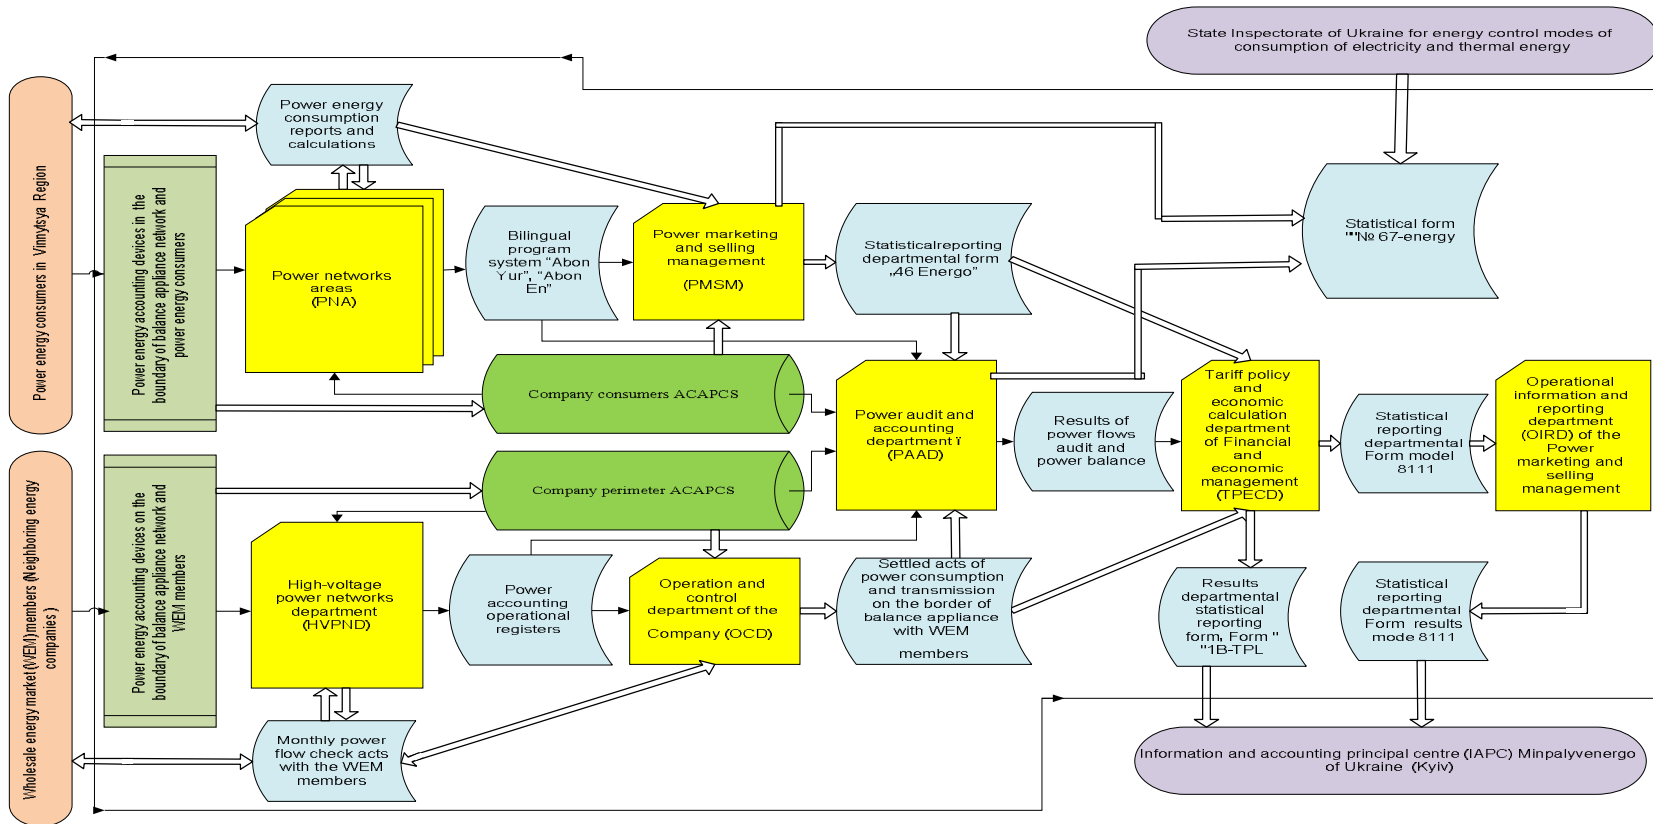 State Inspectorate of Ukraine for energy control modes of
consumption of electricity and thermal energy
Power energy consumers in Vinnytsya Region
Power energy accounting devices in the
boundary of balance appliance network and
power energy consumers
Power energy
consumption
reports and
calculations
Power networks
areas
(PNA)
Bilingual
program
system “Abon
Yur”, “Abon
En”
Power marketing
and selling
management
(PMSM)
Statisticalreporting
departmental form
„46 Energo”
Statistical form
""№ 67-energy
Company consumers ACAPCS
Company perimeter ACAPCS
Power audit and
accounting
department ï
(PAAD)
Results of
power flows
audit and
power balance
Tariff policy
and
economic
calculation
department
of Financial
and
economic
management
(TPECD)
Statistical
reporting
departmental
Form model
8111
Operational
information and
reporting
department
(OIRD) of the
Power
marketing and
selling
management
Wholesale energy market (WEM) members (Neighboring energy
companies )
Power energy accounting devices on the
boundary of balance appliance network and
WEM members
High-voltage
power networks
department
(HVPND)
Power
accounting
operational
registers
Operation and
control
department of the
Company (OCD)
Settled acts of
power consumption
and transmission
on the border of
balance appliance
with WEM
members
Results
departmental
statistical
reporting
form, Form "
"1B-TPL
Statistical
reporting
departmental
Form results
mode 8111
Monthly power
flow check acts
with the WEM
members
Information and accounting principal centre (IAPC) Minpalyvenergo
of Ukraine (Kyiv)